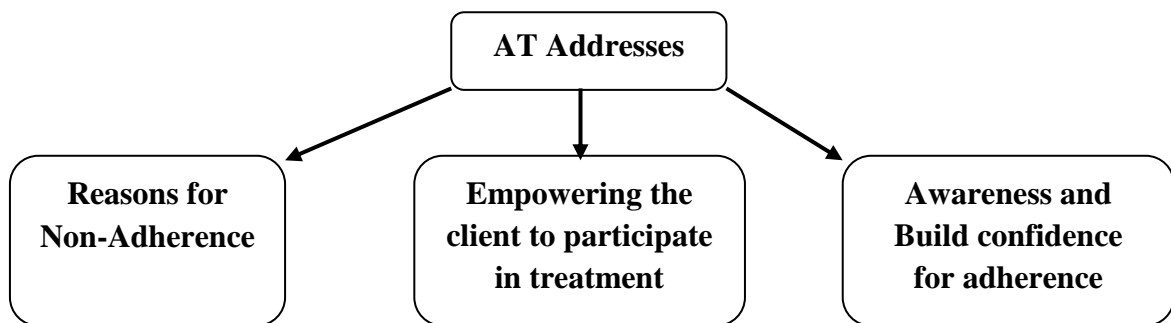 AT Addresses
Reasons for
Non-Adherence
Empowering the
client to participate
in treatment
Awareness and
Build confidence
for adherence